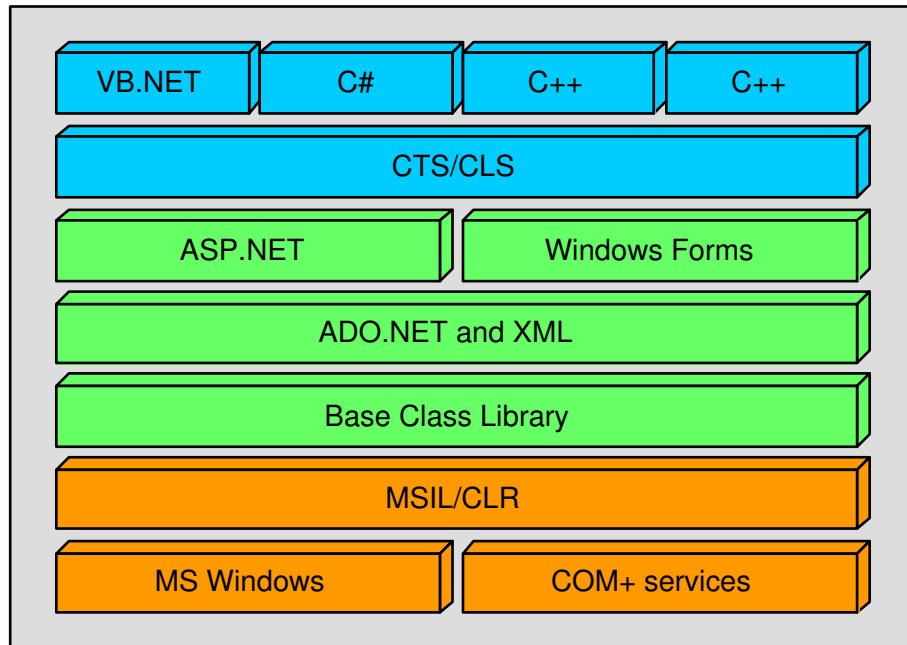 VB.NET C# C++ C++
CTS/CLS
ASP.NET Windows Forms
ADO.NET and XML
Base Class Library
MSIL/CLR
MS Windows COM+ services